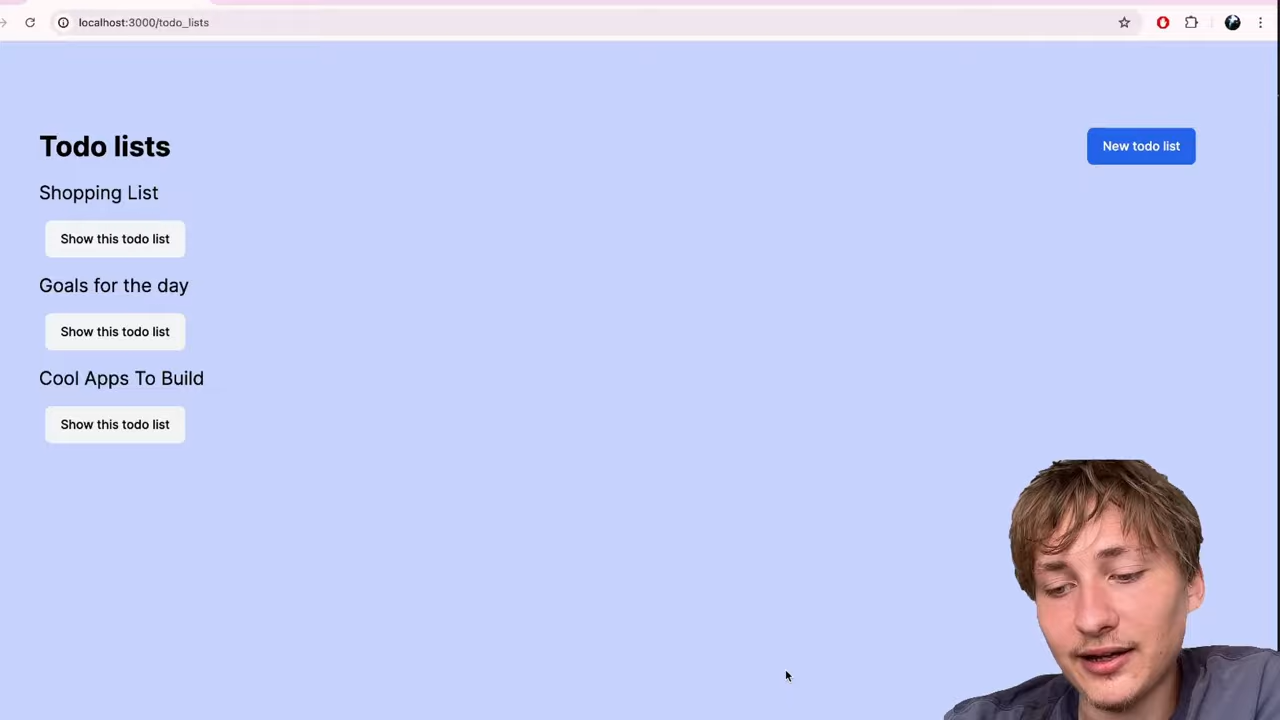 localhost:3000/todo_lists
Todo lists
New todo list
Shopping List
Show this todo list
Goals for the day
Show this todo list
Cool Apps To Build
Show this todo list